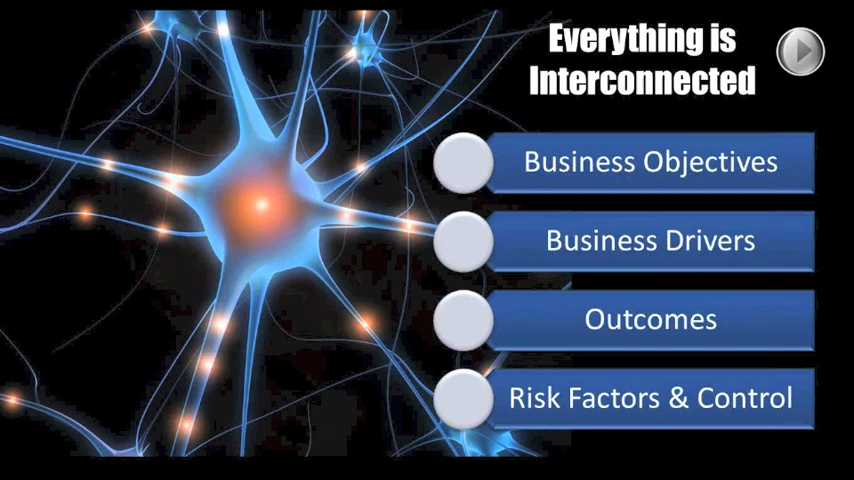 Everything is
Interconnected
Business Objectives
Business Drivers
Outcomes
Risk Factors & Control